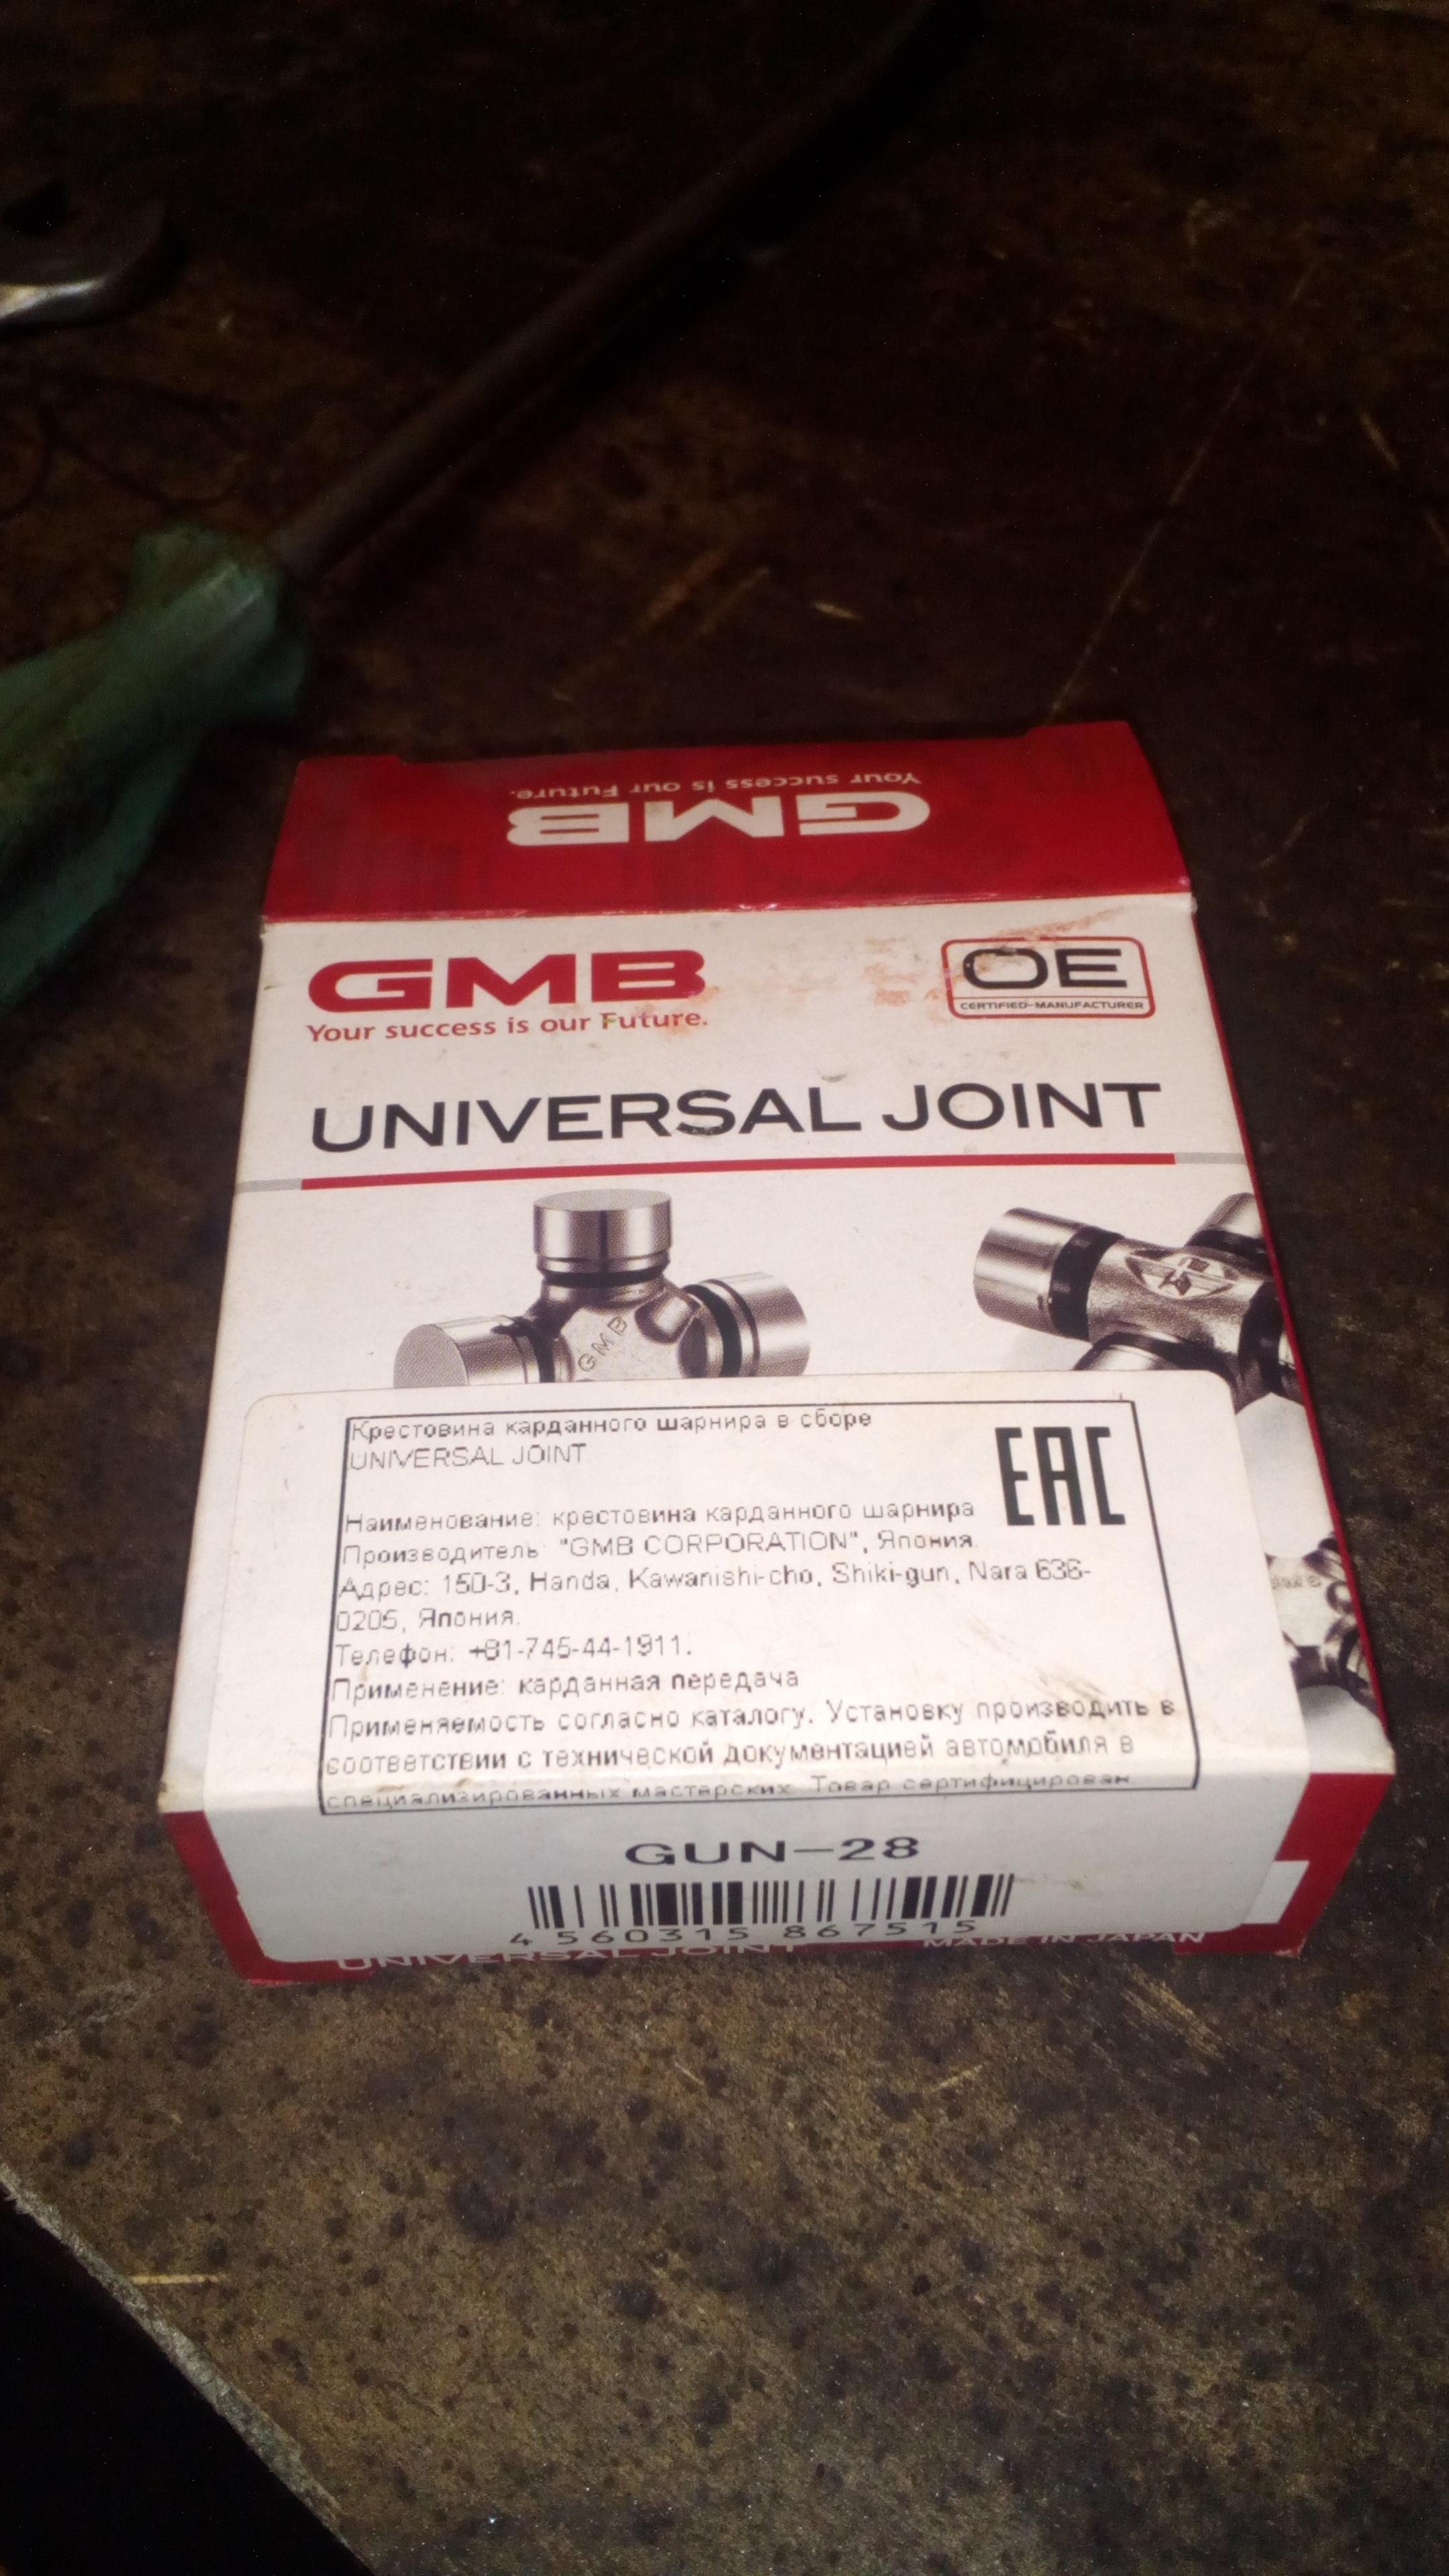 Your success is our Future.
GMB
GMB
Your success is our Future.
OE
CERTIFIED-MANUFACTURER
UNIVERSAL JOINT
GMB
Крестовина карданного шарнира в сборе
UNIVERSAL JOINT
EAC
Наименование: крестовина карданного шарнира
Производитель: "GMB CORPORATION", Япония.
Адрес: 150-3, Handa, Kawanishi-cho, Shiki-gun, Nara 636-
0205, Япония.
Телефон: +81-745-44-1911.
Применение: карданная передача
Применяемость согласно каталогу. Установку производить в
соответствии с технической документацией автомобиля в
специализированных мастерских. Товар сертифицирован.
GUN-28
4 560315 867515
UNIVERSAL JOINT
MADE IN JAPAN